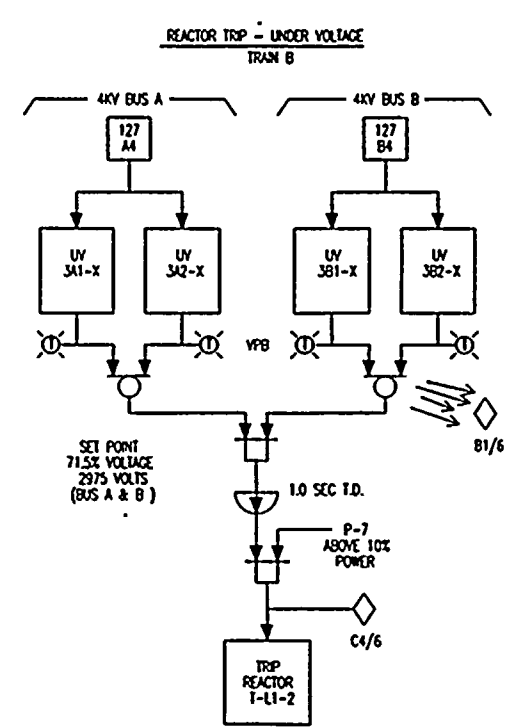 REACTOR TRIP - UNDER VOLTAGE
TRAIN B
4KV BUS A
4KV BUS B
127
A4
127
B4
UV
3A1-X
UV
3A2-X
UV
3B1-X
UV
3B2-X
VPB
B1/6
SET POINT
71.5% VOLTAGE
2975 VOLTS
(BUS A & B)
1.0 SEC T.D.
P-7
ABOVE 10%
POWER
C4/6
TRIP
REACTOR
T-L1-2